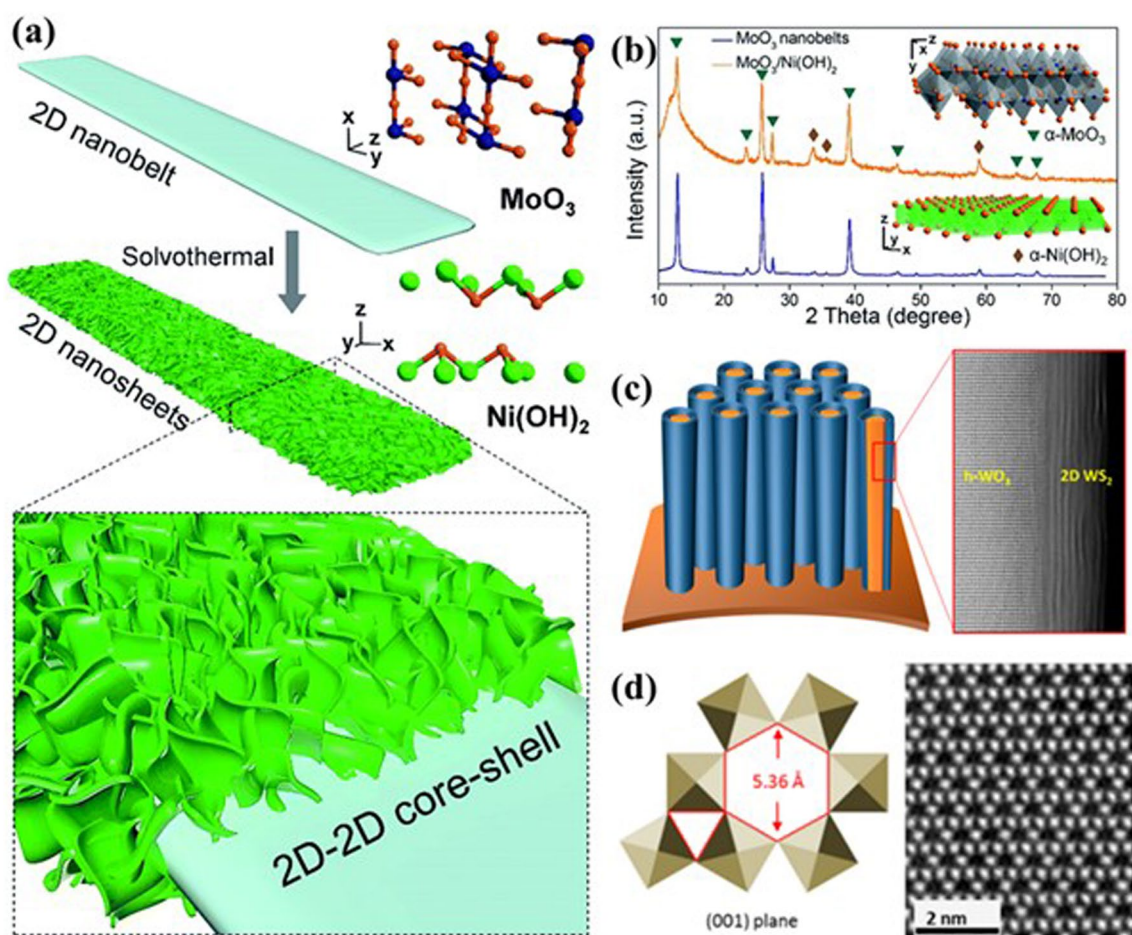 (a)
2D nanobelt
x
z
y
MoO₃
Solvothermal
2D nanosheets
z
y x
Ni(OH)₂
2D-2D core-shell
(b)
MoO₃ nanobelts
MoO₃/Ni(OH)₂
z
x
y
α-MoO₃
z
y
x
α-Ni(OH)₂
Intensity (a.u.)
10 20 30 40 50 60 70 80
2 Theta (degree)
(c)
h-WO₃
2D WS₂
(d)
5.36 Å
(001) plane
2 nm